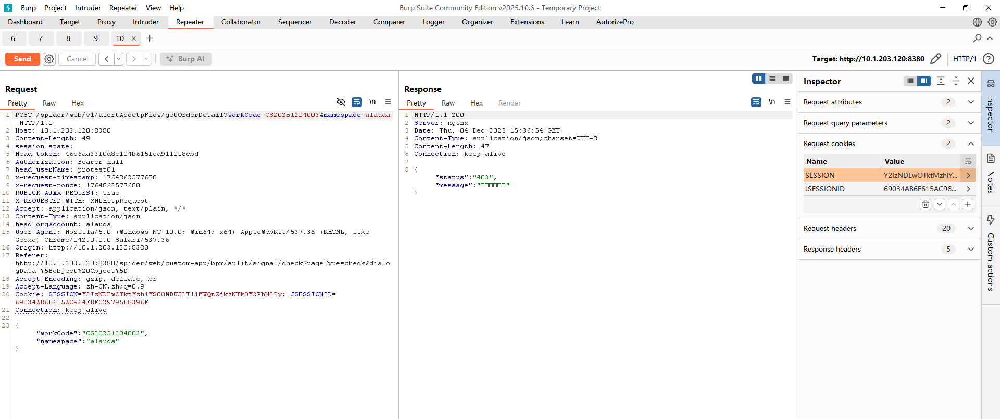 Burp Project Intruder Repeater View Help
Burp Suite Community Edition v2025.10.6 - Temporary Project
Dashboard Target Proxy Intruder Repeater Collaborator Sequencer Decoder Comparer Logger Organizer Extensions Learn AutorizePro
6 7 8 9 10 × +
Send Cancel Burp AI
Target: http://10.1.203.120:8380 HTTP/1
Request
Pretty Raw Hex \n
1 POST /spider/web/v1/alertAccetpFlow/getOrderDetail?workCode=CS20251204003&namespace=alauda
HTTP/1.1
2 Host: 10.1.203.120:8380
3 Content-Length: 49
4 session_state:
5 Head_token: 46c6aa33f0d8e104b615fcd911018cbd
6 Authorization: Bearer null
7 head_userName: protest01
8 x-request-timestamp: 1764862577680
9 x-request-nonce: 1764862577680
10 RUBICK-AJAX-REQUEST: true
11 X-REQUESTED-WITH: XMLHttpRequest
12 Accept: application/json, text/plain, */*
13 Content-Type: application/json
14 head_orgAccount: alauda
15 User-Agent: Mozilla/5.0 (Windows NT 10.0; Win64; x64) AppleWebKit/537.36 (KHTML, like
Gecko) Chrome/142.0.0.0 Safari/537.36
16 Origin: http://10.1.203.120:8380
17 Referer:
http://10.1.203.120:8380/spider/web/custom-app/bpm/split/signal/check?pageType=check&dialo
gData=%5Bobject%20Object%5D
18 Accept-Encoding: gzip, deflate, br
19 Accept-Language: zh-CN,zh;q=0.9
20 Cookie: SESSION=Y2IzNDEwOTktMzhiYS00MDU5LTliMWQtZjkzNTk0Y2RhN2Iy; JSESSIONID=
69034AB6E615AC964FBFC29795F8396F
21 Connection: keep-alive
22
23 {
"workCode":"CS20251204003",
"namespace":"alauda"
}
Response
Pretty Raw Hex Render \n
1 HTTP/1.1 200
2 Server: nginx
3 Date: Thu, 04 Dec 2025 15:36:54 GMT
4 Content-Type: application/json;charset=UTF-8
5 Content-Length: 47
6 Connection: keep-alive
7
8 {
"status":"403",
"message":"□□□□□□"
}
Inspector
Request attributes 2
Request query parameters 2
Request cookies 2
Name Value
SESSION Y2IzNDEwOTktMzhiY...
JSESSIONID 69034AB6E615AC96...
Request headers 20
Response headers 5
Inspector
Notes
Custom actions